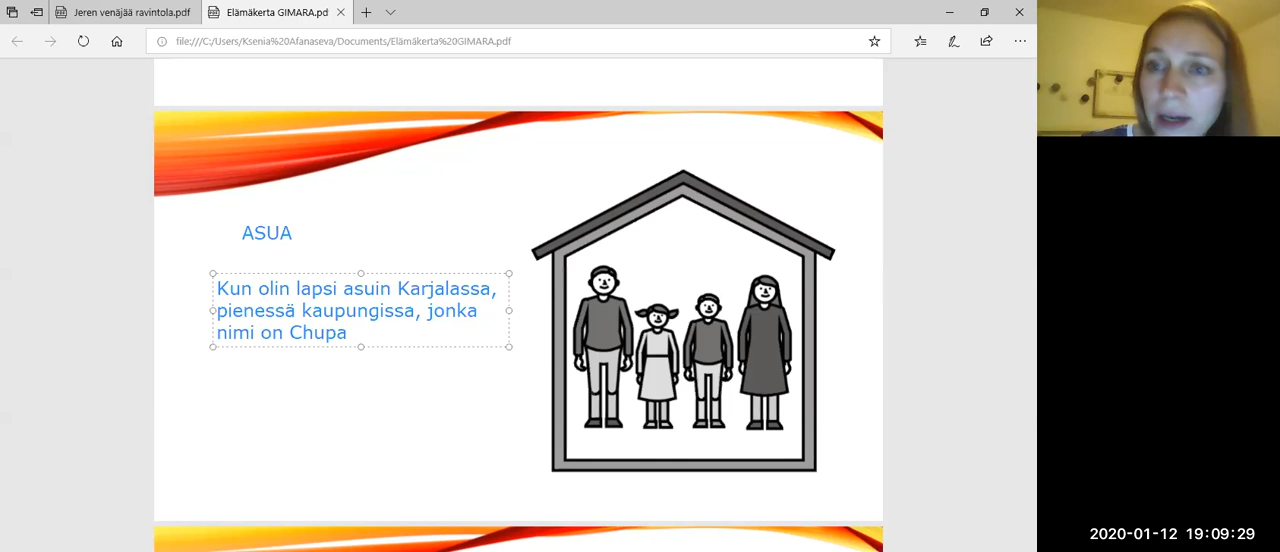 Jeren venäjää ravintola.pdf
Elämäkerta GIMARA.pd
file:///C:/Users/Ksenia%20Afanaseva/Documents/Elämäkerta%20GIMARA.pdf
ASUA
Kun olin lapsi asuin Karjalassa,
pienessä kaupungissa, jonka
nimi on Chupa
2020-01-12 19:09:29